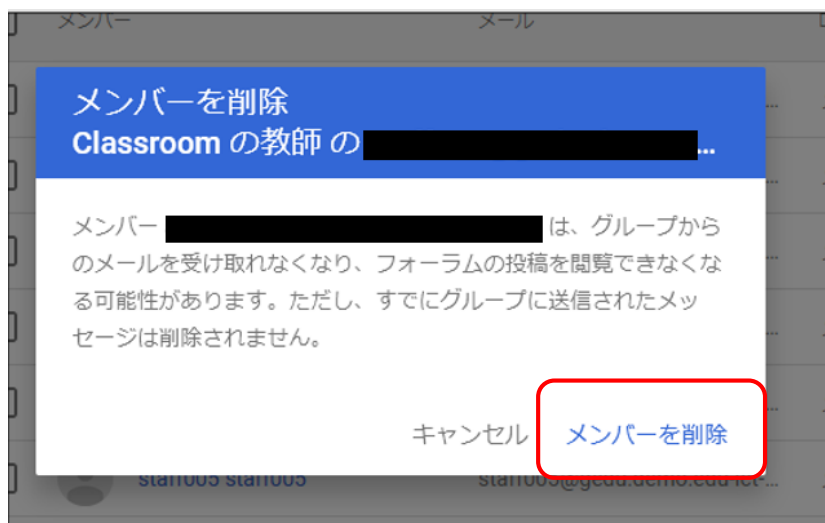 メンバー メール
メンバーを削除
Classroom の教師 の ...
メンバー は、グループから
のメールを受け取れなくなり、フォーラムの投稿を閲覧できなくな
る可能性があります。ただし、すでにグループに送信されたメッ
セージは削除されません。
キャンセル メンバーを削除
staff005 staff005